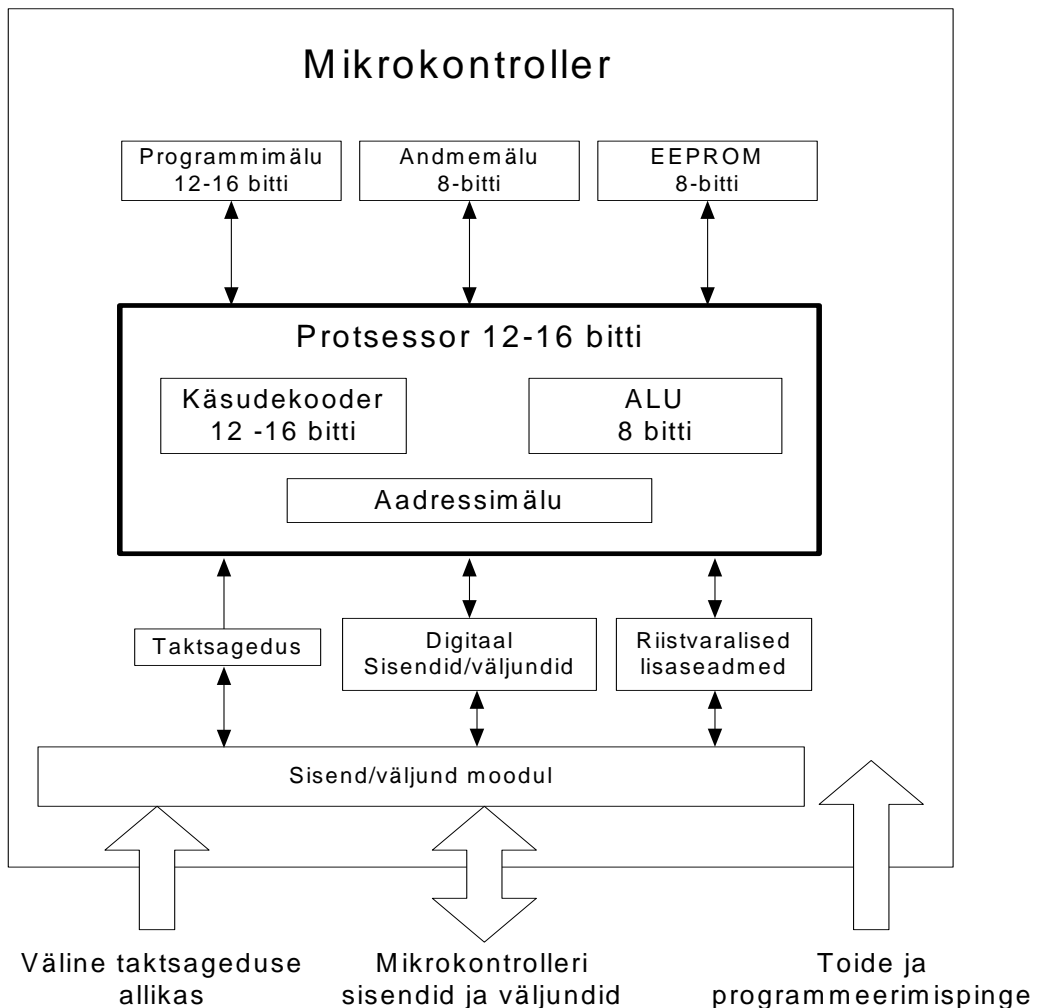 Mikrokontroller
Programmimälu
12-16 bitti
Andmemälu
8-bitti
EEPROM
8-bitti
Protsessor 12-16 bitti
Käsudekooder
12 -16 bitti
ALU
8 bitti
Aadressimälu
Taktsagedus
Digitaal
Sisendid/väljundid
Riistvaralised
lisaseadmed
Sisend/väljund moodul
Väline taktsageduse
allikas
Mikrokontrolleri
sisendid ja väljundid
Toide ja
programmeerimispinge